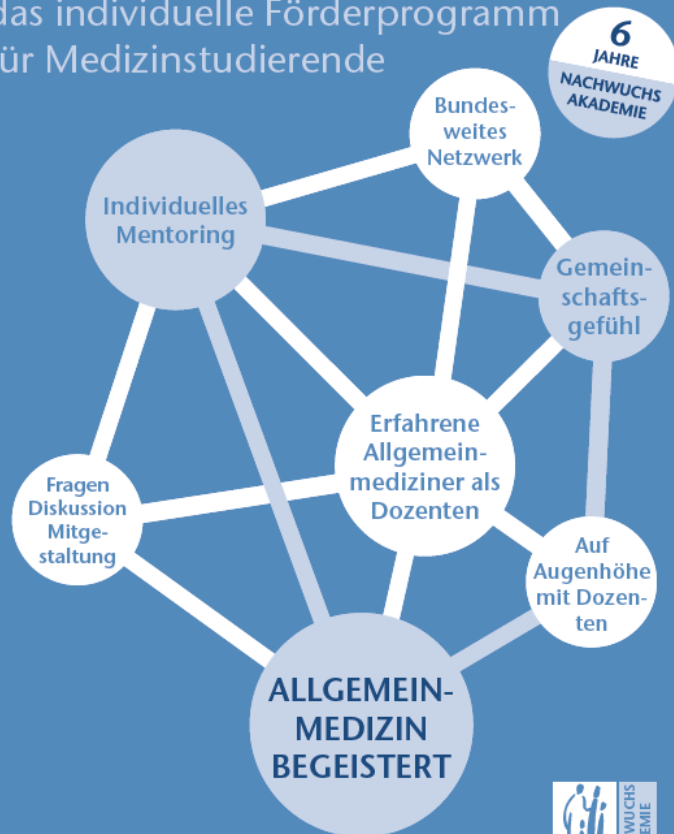 das individuelle Förderprogramm
für Medizinstudierende
6
JAHRE
NACHWUCHS
AKADEMIE
Bundes-
weites
Netzwerk
Individuelles
Mentoring
Gemein-
schafts-
gefühl
Erfahrene
Allgemein-
mediziner als
Dozenten
Fragen
Diskussion
Mitge-
staltung
Auf
Augenhöhe
mit Dozen-
ten
ALLGEMEIN-
MEDIZIN
BEGEISTERT